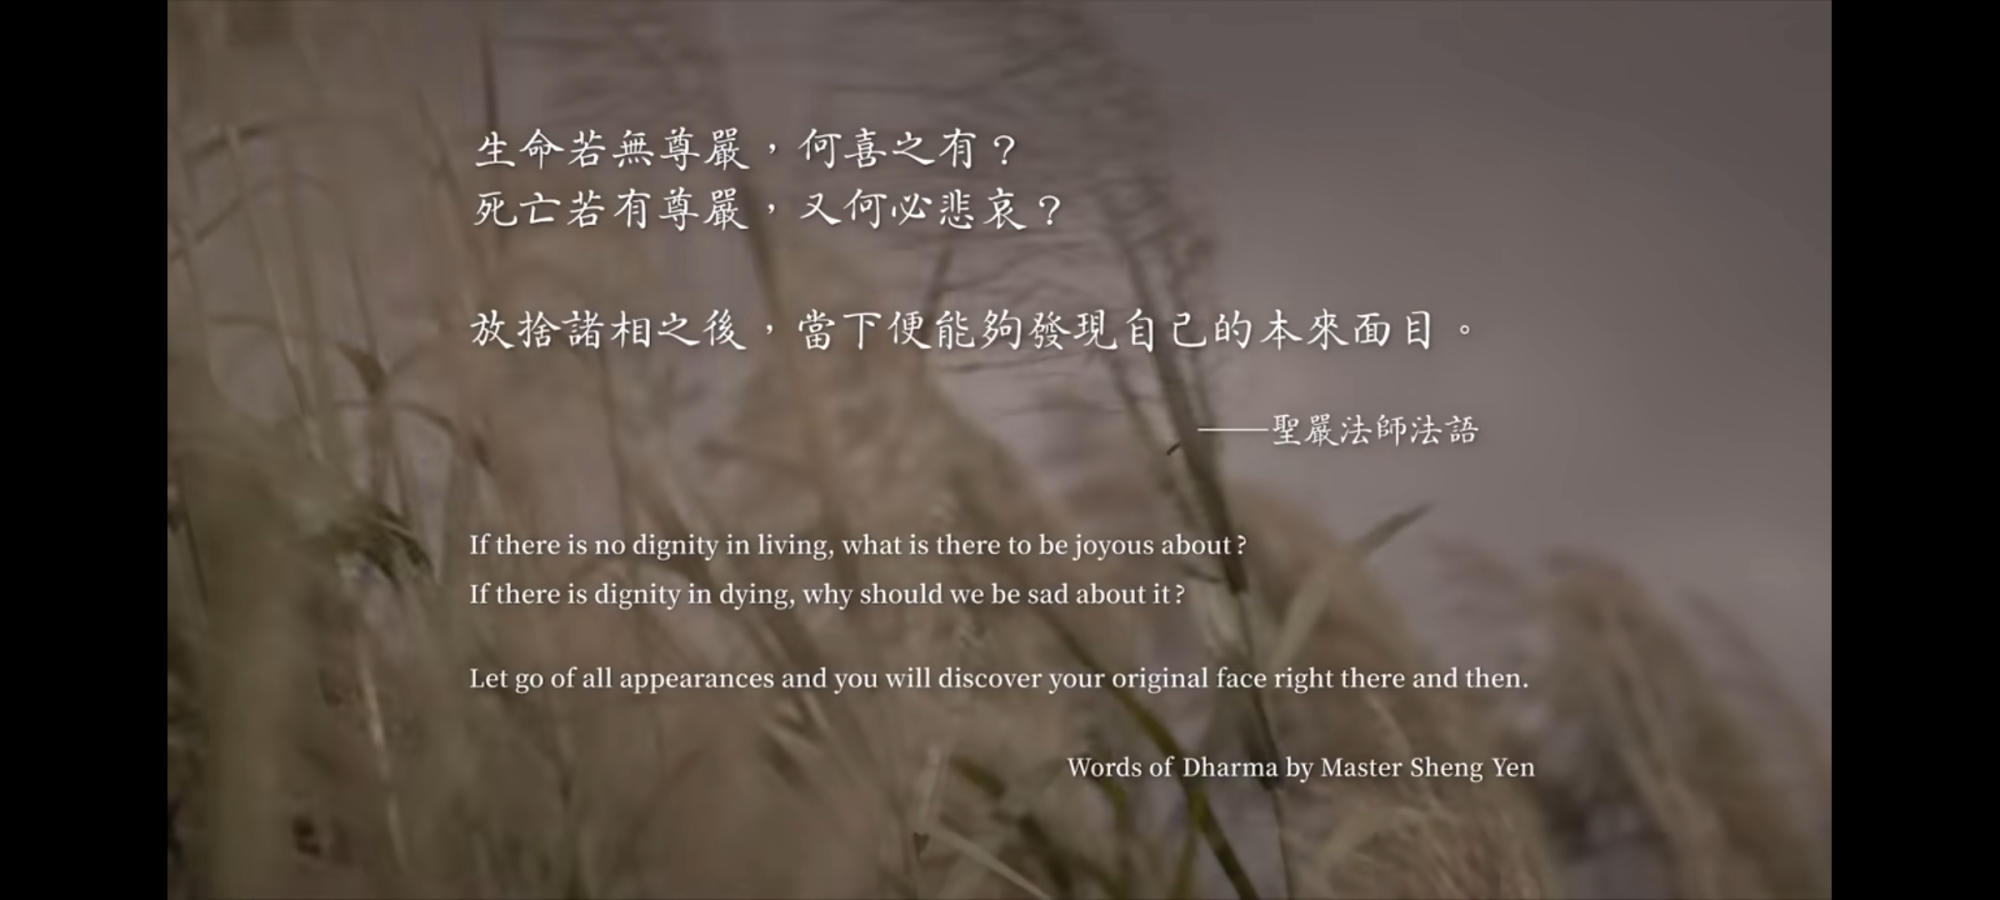 生命若無尊嚴，何喜之有？
死亡若有尊嚴，又何必悲哀？
放捨諸相之後，當下便能夠發現自己的本來面目。
——聖嚴法師法語
If there is no dignity in living, what is there to be joyous about?
If there is dignity in dying, why should we be sad about it?
Let go of all appearances and you will discover your original face right there and then.
Words of Dharma by Master Sheng Yen